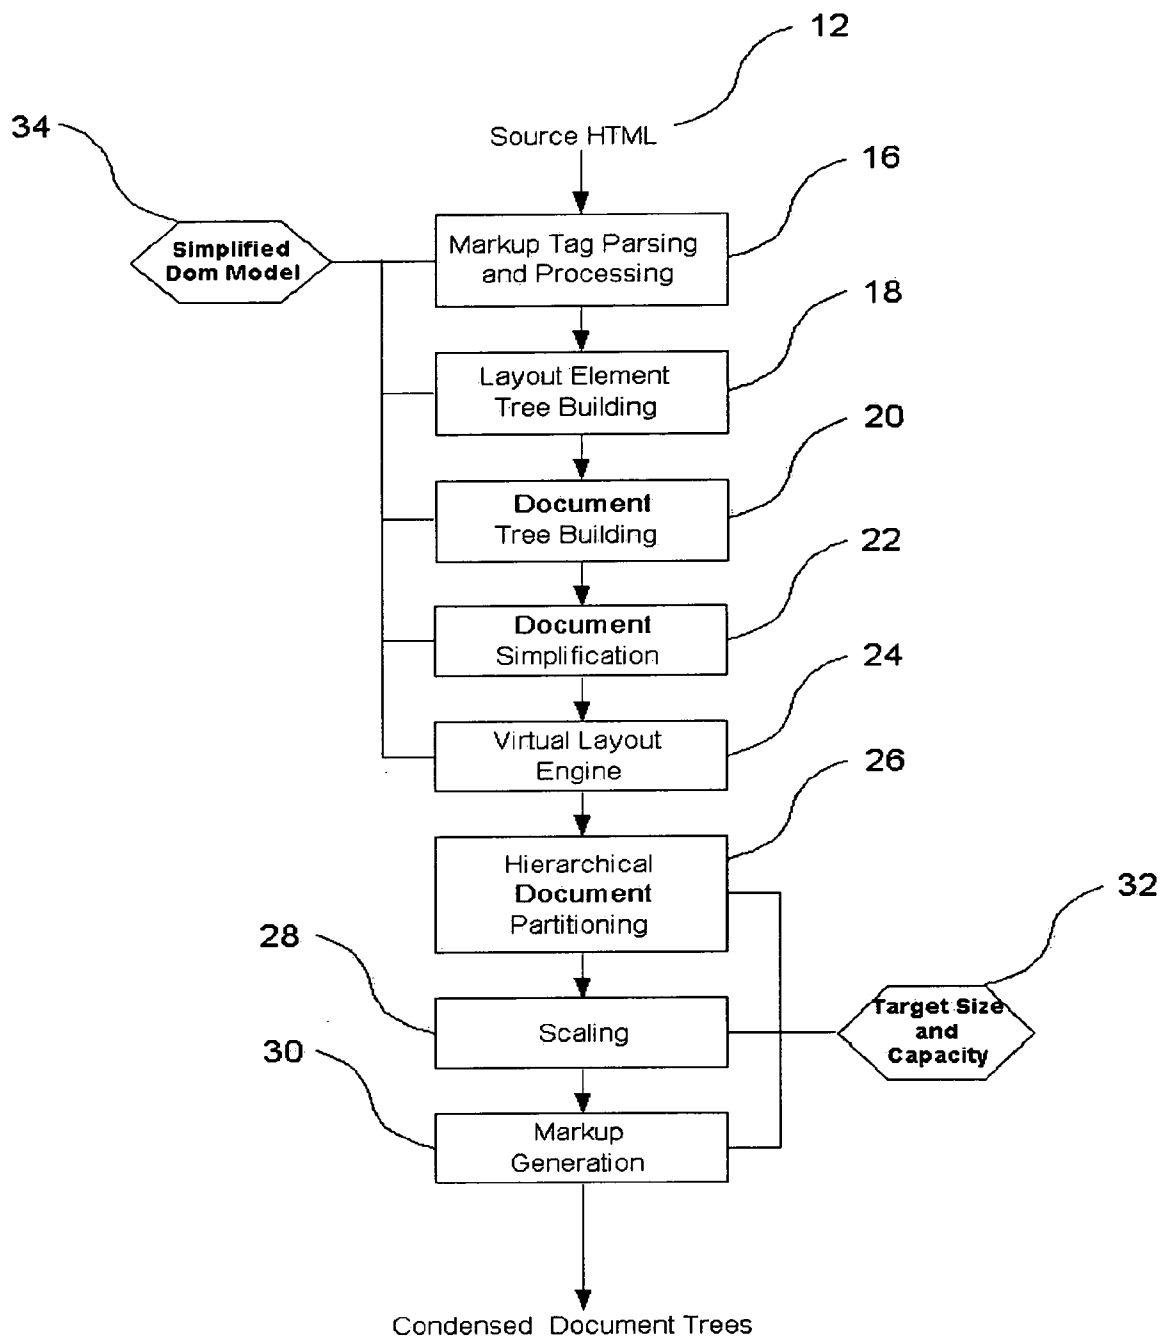 12
34
Source HTML
16
Simplified
Dom Model
Markup Tag Parsing
and Processing
18
Layout Element
Tree Building
20
Document
Tree Building
22
Document
Simplification
24
Virtual Layout
Engine
26
Hierarchical
Document
Partitioning
32
28
Target Size
and
Capacity
Scaling
30
Markup
Generation
Condensed Document Trees